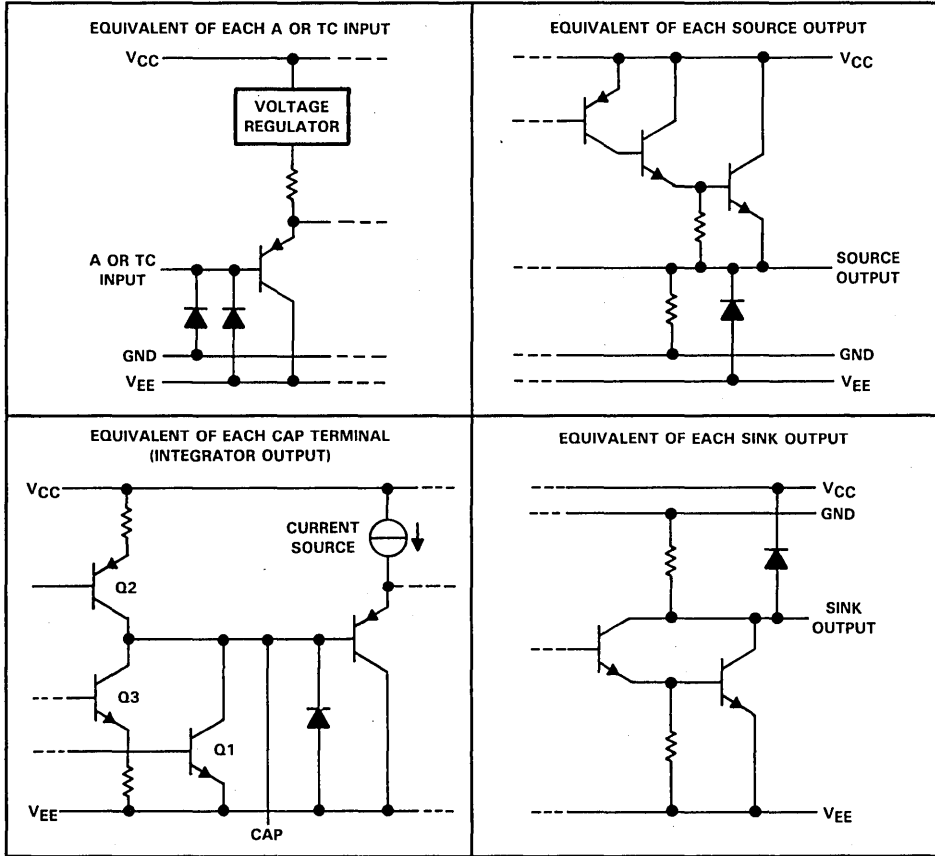 EQUIVALENT OF EACH A OR TC INPUT
VCC
VOLTAGE
REGULATOR
A OR TC
INPUT
GND
VEE
EQUIVALENT OF EACH SOURCE OUTPUT
VCC
SOURCE
OUTPUT
GND
VEE
EQUIVALENT OF EACH CAP TERMINAL
(INTEGRATOR OUTPUT)
VCC
CURRENT
SOURCE
Q2
Q3
Q1
VEE
CAP
EQUIVALENT OF EACH SINK OUTPUT
VCC
GND
SINK
OUTPUT
VEE